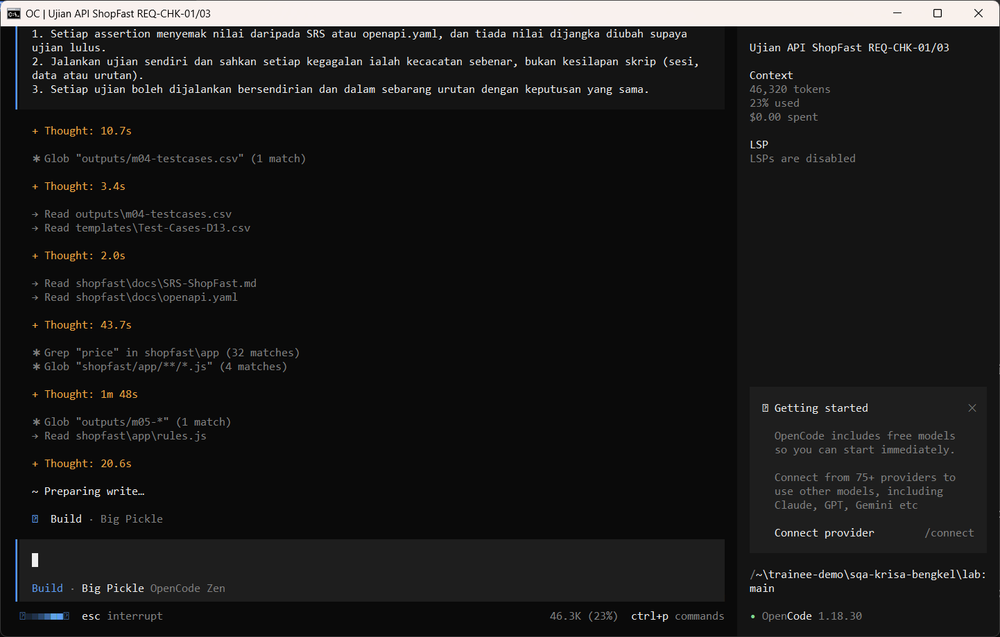 OC | Ujian API ShopFast REQ-CHK-01/03
1. Setiap assertion menyemak nilai daripada SRS atau openapi.yaml, dan tiada nilai dijangka diubah supaya
ujian lulus.
2. Jalankan ujian sendiri dan sahkan setiap kegagalan ialah kecacatan sebenar, bukan kesilapan skrip (sesi,
data atau urutan).
3. Setiap ujian boleh dijalankan bersendirian dan dalam sebarang urutan dengan keputusan yang sama.
+ Thought: 10.7s
✱ Glob "outputs/m04-testcases.csv" (1 match)
+ Thought: 3.4s
→ Read outputs\m04-testcases.csv
→ Read templates\Test-Cases-D13.csv
+ Thought: 2.0s
→ Read shopfast\docs\SRS-ShopFast.md
→ Read shopfast\docs\openapi.yaml
+ Thought: 43.7s
✱ Grep "price" in shopfast\app (32 matches)
✱ Glob "shopfast/app/**/*.js" (4 matches)
+ Thought: 1m 48s
✱ Glob "outputs/m05-*" (1 match)
→ Read shopfast\app\rules.js
+ Thought: 20.6s
~ Preparing write…
Build · Big Pickle
Build · Big Pickle OpenCode Zen
esc interrupt
46.3K (23%) ctrl+p commands
Ujian API ShopFast REQ-CHK-01/03
Context
46,320 tokens
23% used
$0.00 spent
LSP
LSPs are disabled
Getting started
OpenCode includes free models
so you can start immediately.
Connect from 75+ providers to
use other models, including
Claude, GPT, Gemini etc
Connect provider /connect
/~\trainee-demo\sqa-krisa-bengkel\lab:
main
• OpenCode 1.18.30